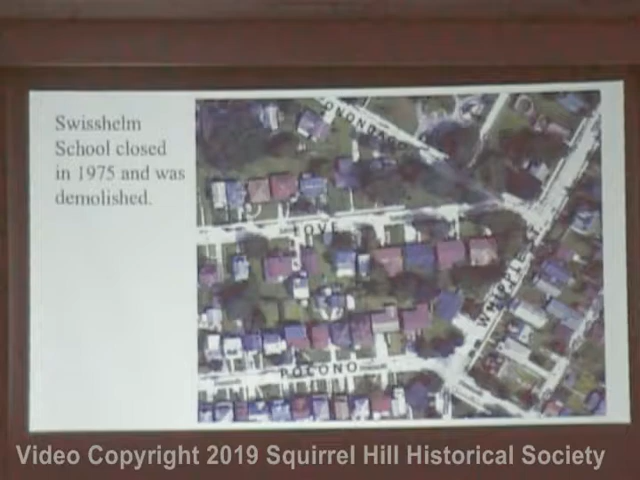 Swisshelm
School closed
in 1975 and was
demolished.
ONONDAGO
LOVE
WHIPPLE
POCONO
Video Copyright 2019 Squirrel Hill Historical Society